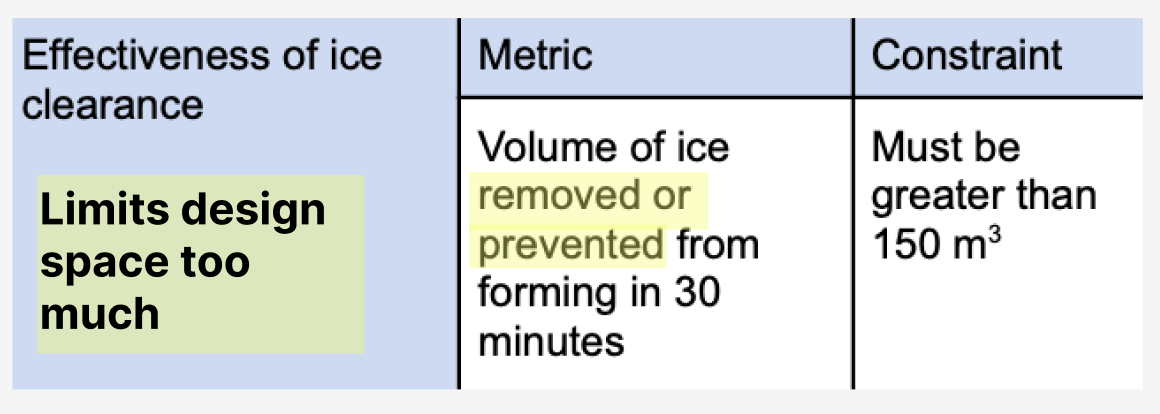 Effectiveness of ice
clearance
Limits design
space too
much
Metric
Volume of ice
removed or
prevented from
forming in 30
minutes
Constraint
Must be
greater than
150 m³